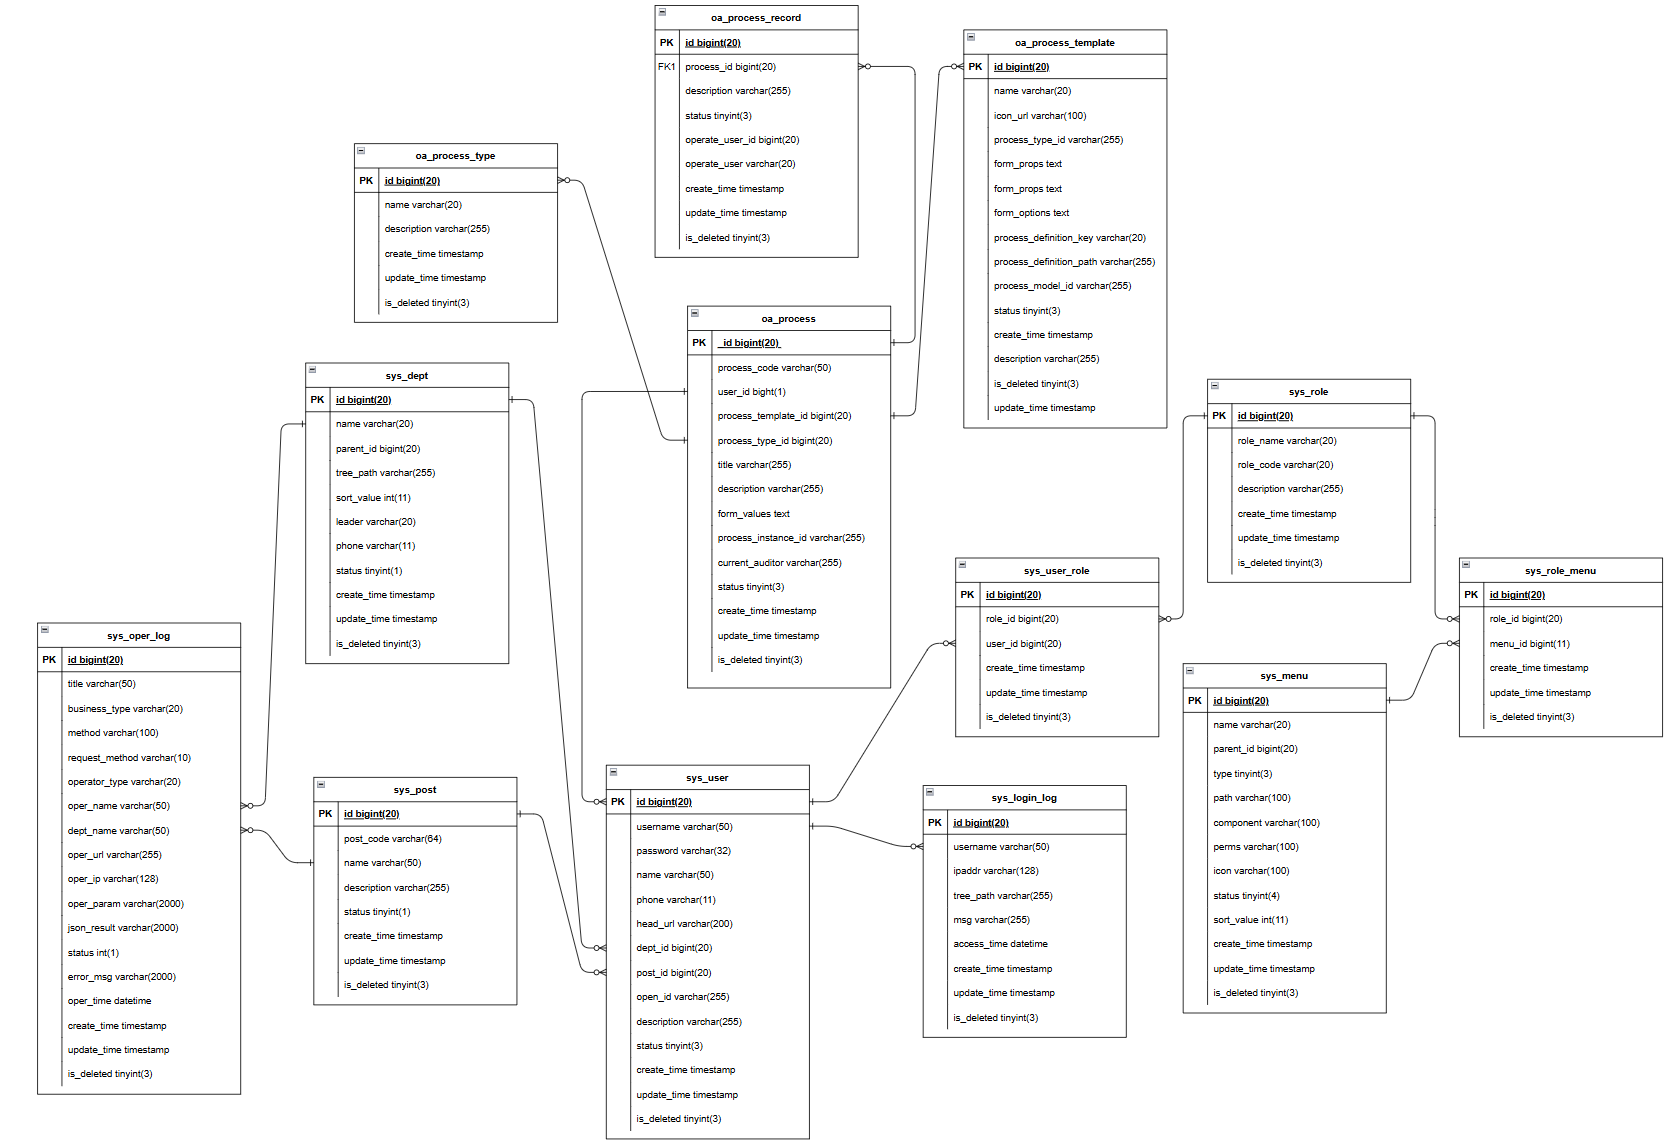 oa_process_record
PK id bigint(20)
FK1 process_id bigint(20)
description varchar(255)
status tinyint(3)
operate_user_id bigint(20)
operate_user varchar(20)
create_time timestamp
update_time timestamp
is_deleted tinyint(3)
oa_process_template
PK id bigint(20)
name varchar(20)
icon_url varchar(100)
process_type_id varchar(255)
form_props text
form_props text
form_options text
process_definition_key varchar(20)
process_definition_path varchar(255)
process_model_id varchar(255)
status tinyint(3)
create_time timestamp
description varchar(255)
is_deleted tinyint(3)
update_time timestamp
oa_process_type
PK id bigint(20)
name varchar(20)
description varchar(255)
create_time timestamp
update_time timestamp
is_deleted tinyint(3)
oa_process
PK _id bigint(20)
process_code varchar(50)
user_id bight(1)
process_template_id bigint(20)
process_type_id bigint(20)
title varchar(255)
description varchar(255)
form_values text
process_instance_id varchar(255)
current_auditor varchar(255)
status tinyint(3)
create_time timestamp
update_time timestamp
is_deleted tinyint(3)
sys_dept
PK id bigint(20)
name varchar(20)
parent_id bigint(20)
tree_path varchar(255)
sort_value int(11)
leader varchar(20)
phone varchar(11)
status tinyint(1)
create_time timestamp
update_time timestamp
is_deleted tinyint(3)
sys_role
PK id bigint(20)
role_name varchar(20)
role_code varchar(20)
description varchar(255)
create_time timestamp
update_time timestamp
is_deleted tinyint(3)
sys_user_role
PK id bigint(20)
role_id bigint(20)
user_id bigint(20)
create_time timestamp
update_time timestamp
is_deleted tinyint(3)
sys_role_menu
PK id bigint(20)
role_id bigint(20)
menu_id bigint(11)
create_time timestamp
update_time timestamp
is_deleted tinyint(3)
sys_oper_log
PK id bigint(20)
title varchar(50)
business_type varchar(20)
method varchar(100)
request_method varchar(10)
operator_type varchar(20)
oper_name varchar(50)
dept_name varchar(50)
oper_url varchar(255)
oper_ip varchar(128)
oper_param varchar(2000)
json_result varchar(2000)
status int(1)
error_msg varchar(2000)
oper_time datetime
create_time timestamp
update_time timestamp
is_deleted tinyint(3)
sys_menu
PK id bigint(20)
name varchar(20)
parent_id bigint(20)
type tinyint(3)
path varchar(100)
component varchar(100)
perms varchar(100)
icon varchar(100)
status tinyint(4)
sort_value int(11)
create_time timestamp
update_time timestamp
is_deleted tinyint(3)
sys_post
PK id bigint(20)
post_code varchar(64)
name varchar(50)
description varchar(255)
status tinyint(1)
create_time timestamp
update_time timestamp
is_deleted tinyint(3)
sys_user
PK id bigint(20)
username varchar(50)
password varchar(32)
name varchar(50)
phone varchar(11)
head_url varchar(200)
dept_id bigint(20)
post_id bigint(20)
open_id varchar(255)
description varchar(255)
status tinyint(3)
create_time timestamp
update_time timestamp
is_deleted tinyint(3)
sys_login_log
PK id bigint(20)
username varchar(50)
ipaddr varchar(128)
tree_path varchar(255)
msg varchar(255)
access_time datetime
create_time timestamp
update_time timestamp
is_deleted tinyint(3)